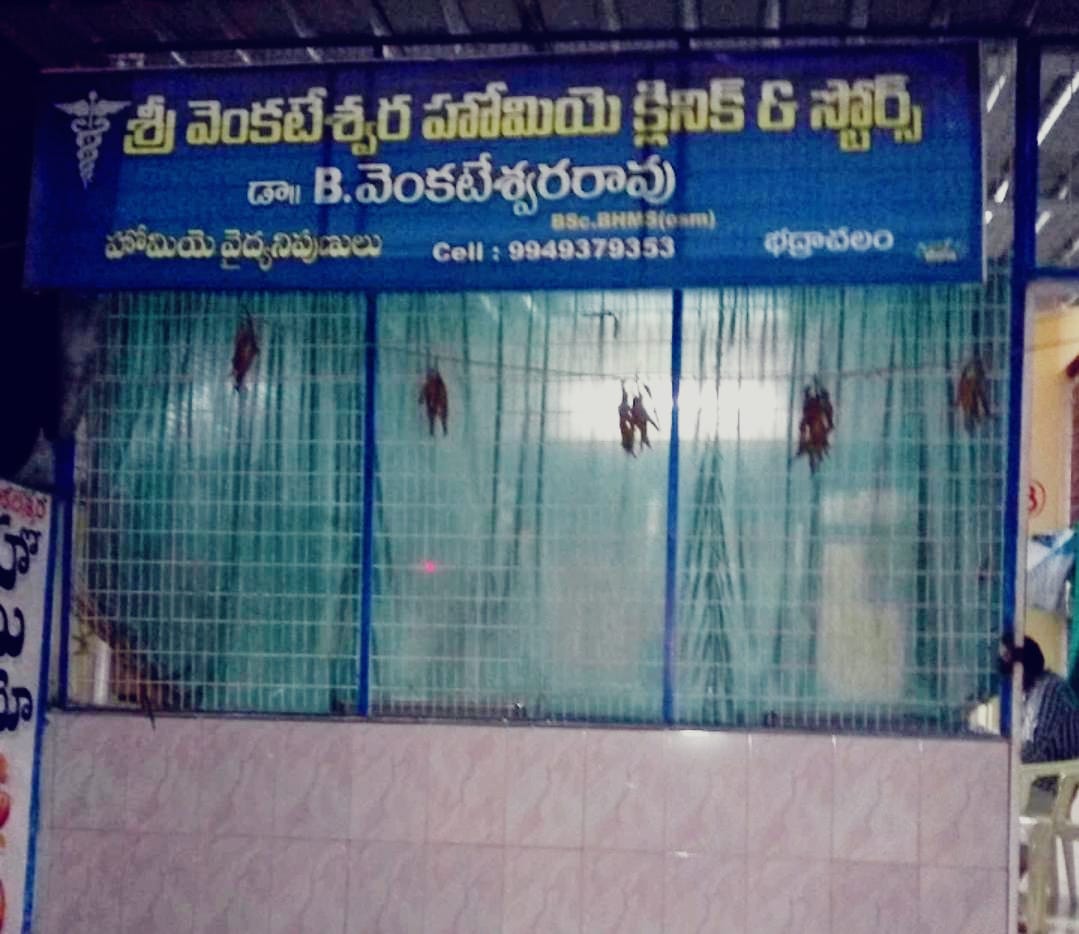 శ్రీ వెంకటేశ్వర హోమియె క్లినిక్ & స్టోర్స్
డా॥ B.వెంకటేశ్వరరావు
BSc.BHMS(osm)
హోమియె వైద్యనిపుణులు Cell : 9949379353 భద్రాచలం